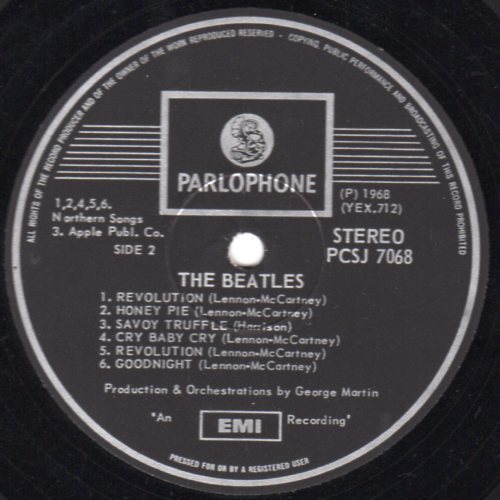 ALL RIGHTS OF THE RECORD PRODUCER AND OF THE OWNER OF THE WORK REPRODUCED RESERVED - COPYING, PUBLIC PERFORMANCE AND BROADCASTING OF THIS RECORD PROHIBITED
PARLOPHONE
1,2,4,5,6.
Northern Songs
3. Apple Publ. Co.
SIDE 2
(P) 1968
(YEX.712)
STEREO
PCSJ 7068
THE BEATLES
1. REVOLUTION (Lennon-McCartney)
2. HONEY PIE (Lennon-McCartney)
3. SAVOY TRUFFLE (Harrison)
4. CRY BABY CRY (Lennon-McCartney)
5. REVOLUTION (Lennon-McCartney)
6. GOODNIGHT (Lennon-McCartney)
Production & Orchestrations by George Martin
"An EMI Recording"
PRESSED FOR OR BY A REGISTERED USER